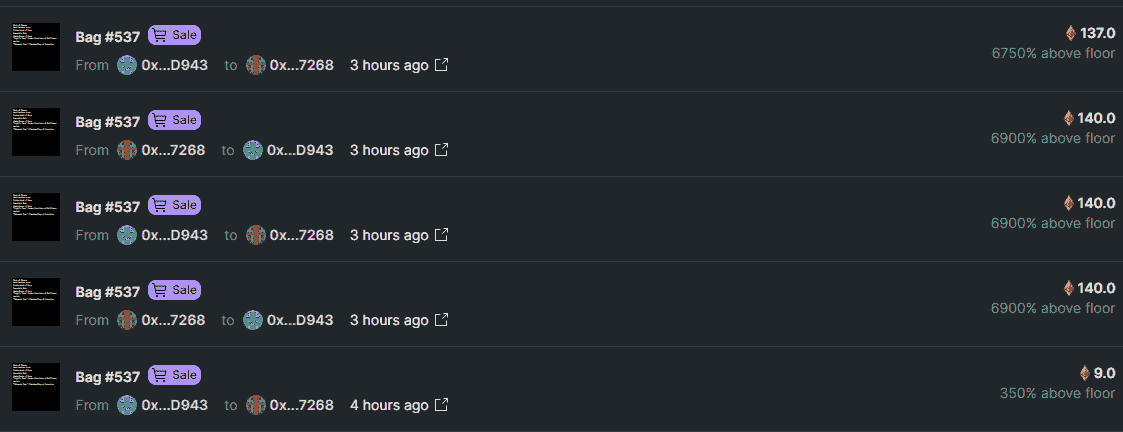 Bag #537 Sale
137.0
From 0x...D943 to 0x...7268 3 hours ago
6750% above floor
Bag #537 Sale
140.0
From 0x...7268 to 0x...D943 3 hours ago
6900% above floor
Bag #537 Sale
140.0
From 0x...D943 to 0x...7268 3 hours ago
6900% above floor
Bag #537 Sale
140.0
From 0x...7268 to 0x...D943 3 hours ago
6900% above floor
Bag #537 Sale
9.0
From 0x...D943 to 0x...7268 4 hours ago
350% above floor